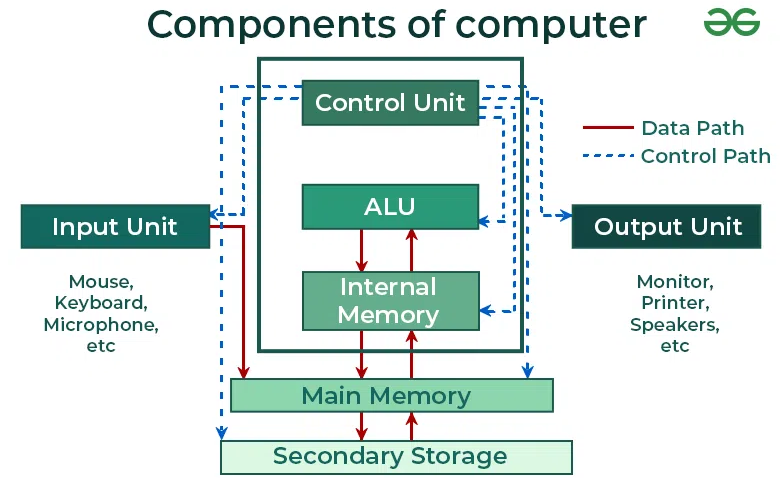 Components of computer
Control Unit
Data Path
Control Path
ALU
Input Unit
Output Unit
Mouse,
Keyboard,
Microphone,
etc
Internal
Memory
Monitor,
Printer,
Speakers,
etc
Main Memory
Secondary Storage